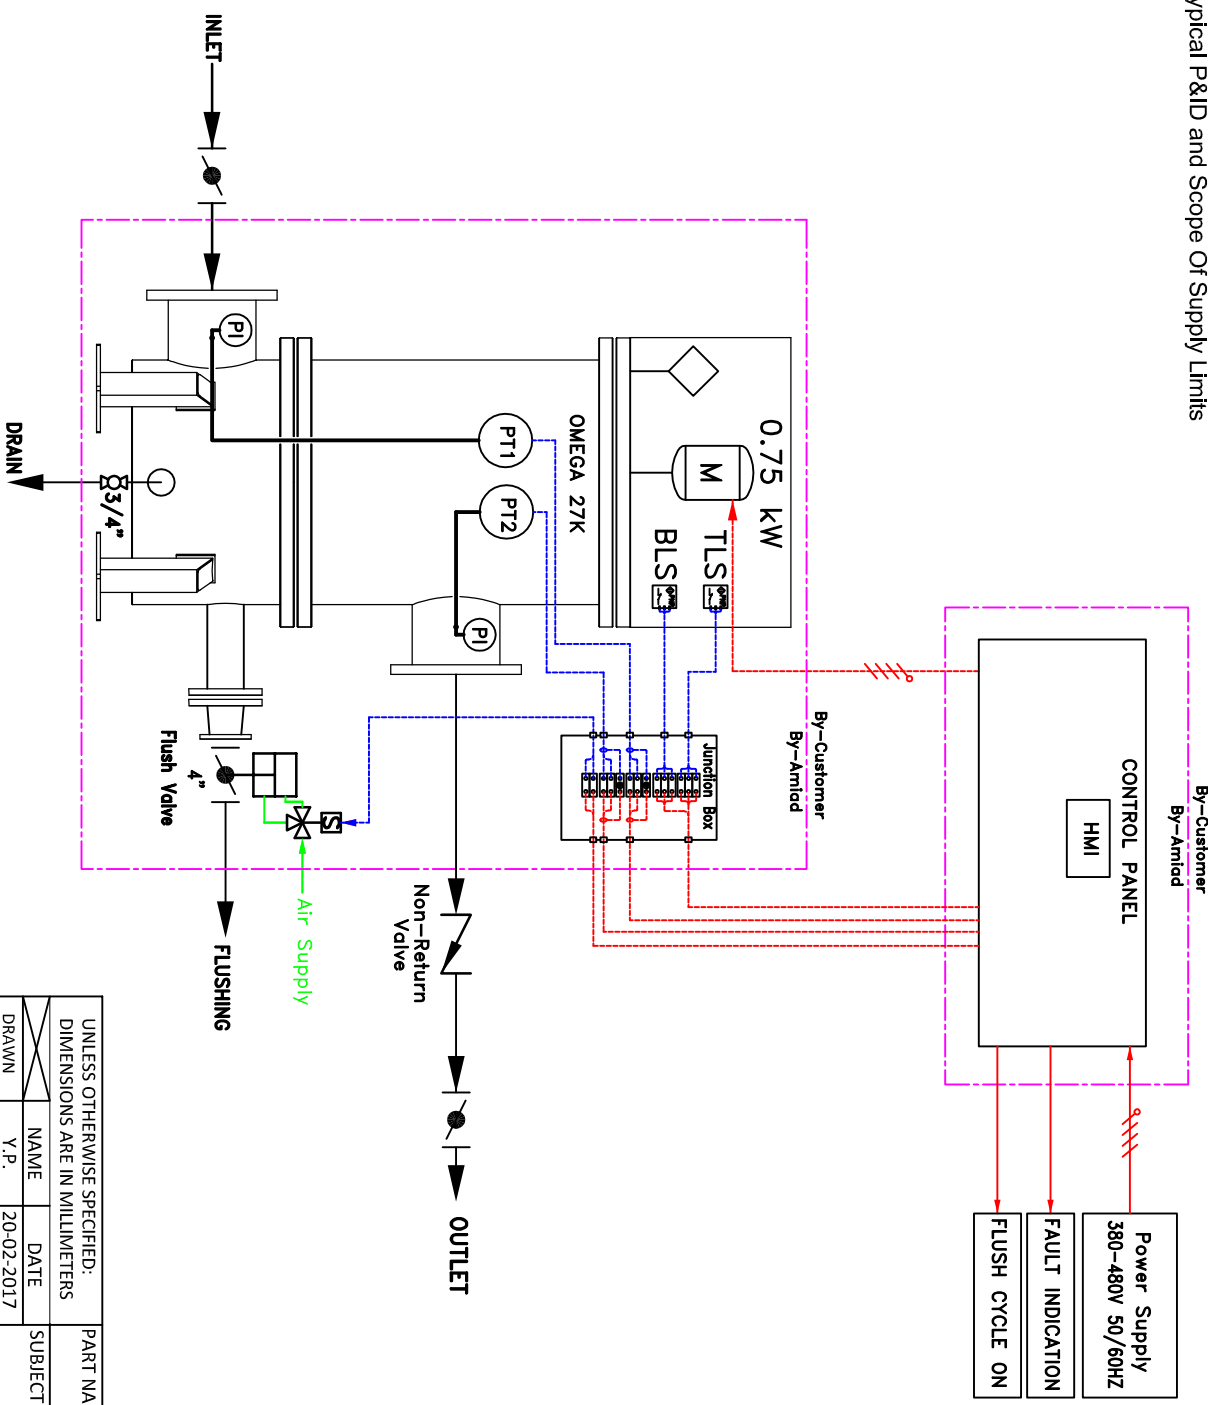 ypical P&ID and Scope Of Supply Limits
INLET
PI
DRAIN
3/4"
PT1
PT2
PI
OMEGA 27K
0.75 kW
M
TLS
BLS
Junction Box
By-Customer
By-Amiad
By-Customer
By-Amiad
CONTROL PANEL
HMI
Power Supply
380-480V 50/60HZ
FAULT INDICATION
FLUSH CYCLE ON
S
Flush Valve
4"
Air Supply
FLUSHING
Non-Return
Valve
OUTLET
UNLESS OTHERWISE SPECIFIED:
DIMENSIONS ARE IN MILLIMETERS
NAME
DATE
DRAWN
Y.P.
20-02-2017
PART NA
SUBJECT